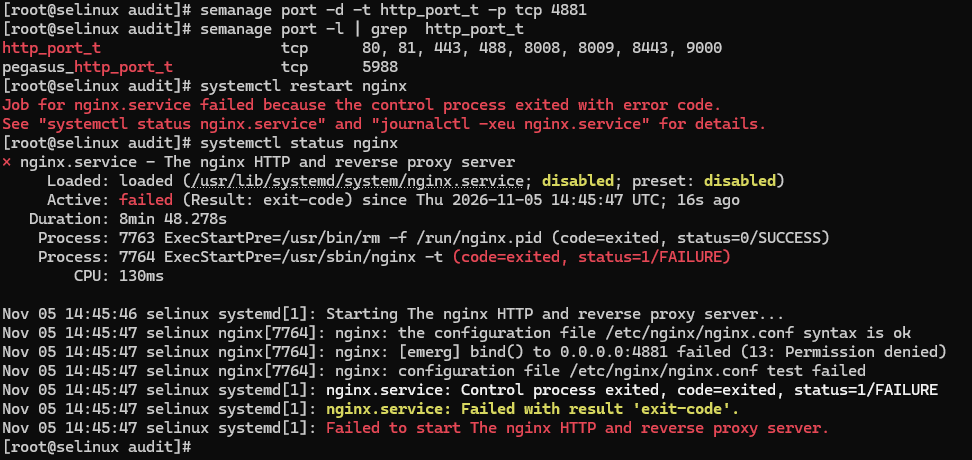 [root@selinux audit]# semanage port -d -t http_port_t -p tcp 4881
[root@selinux audit]# semanage port -l | grep  http_port_t
http_port_t                    tcp      80, 81, 443, 488, 8008, 8009, 8443, 9000
pegasus_http_port_t            tcp      5988
[root@selinux audit]# systemctl restart nginx
Job for nginx.service failed because the control process exited with error code.
See "systemctl status nginx.service" and "journalctl -xeu nginx.service" for details.
[root@selinux audit]# systemctl status nginx
× nginx.service - The nginx HTTP and reverse proxy server
     Loaded: loaded (/usr/lib/systemd/system/nginx.service; disabled; preset: disabled)
     Active: failed (Result: exit-code) since Thu 2026-11-05 14:45:47 UTC; 16s ago
   Duration: 8min 48.278s
    Process: 7763 ExecStartPre=/usr/bin/rm -f /run/nginx.pid (code=exited, status=0/SUCCESS)
    Process: 7764 ExecStartPre=/usr/sbin/nginx -t (code=exited, status=1/FAILURE)
        CPU: 130ms

Nov 05 14:45:46 selinux systemd[1]: Starting The nginx HTTP and reverse proxy server...
Nov 05 14:45:47 selinux nginx[7764]: nginx: the configuration file /etc/nginx/nginx.conf syntax is ok
Nov 05 14:45:47 selinux nginx[7764]: nginx: [emerg] bind() to 0.0.0.0:4881 failed (13: Permission denied)
Nov 05 14:45:47 selinux nginx[7764]: nginx: configuration file /etc/nginx/nginx.conf test failed
Nov 05 14:45:47 selinux systemd[1]: nginx.service: Control process exited, code=exited, status=1/FAILURE
Nov 05 14:45:47 selinux systemd[1]: nginx.service: Failed with result 'exit-code'.
Nov 05 14:45:47 selinux systemd[1]: Failed to start The nginx HTTP and reverse proxy server.
[root@selinux audit]#